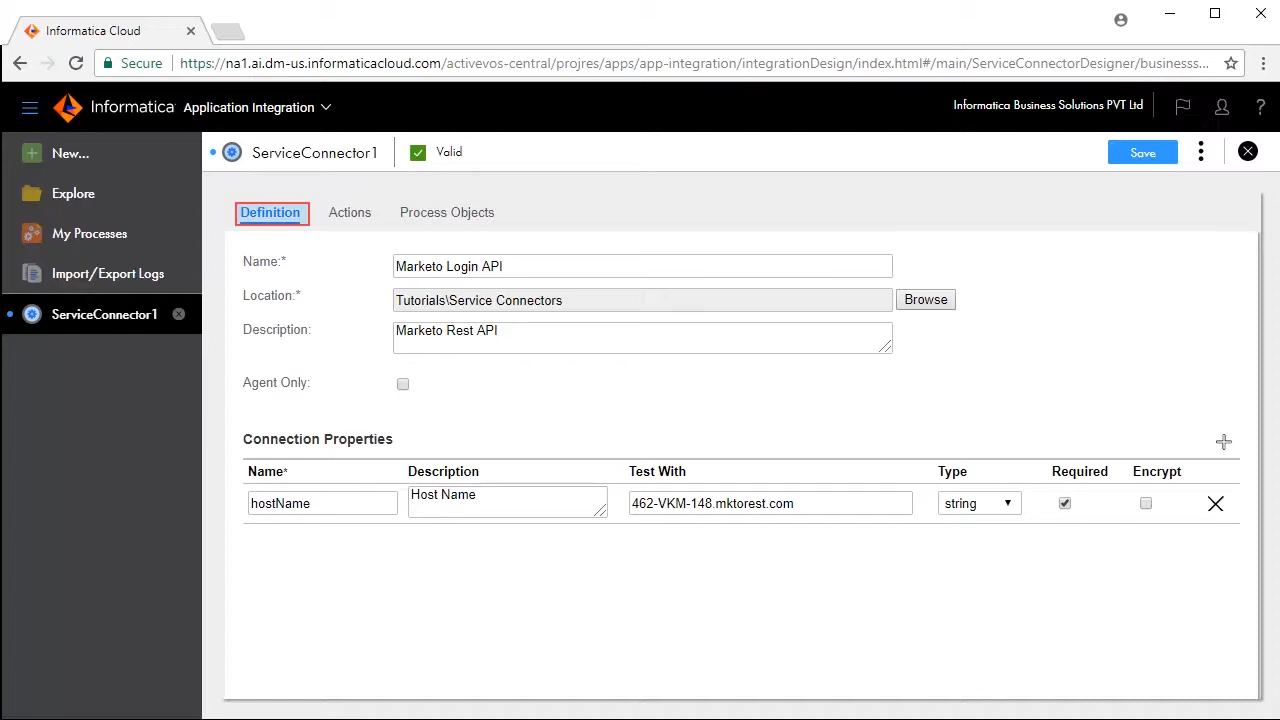 Informatica Cloud
Secure https://na1.ai.dm-us.informaticacloud.com/activevos-central/projres/apps/app-integration/integrationDesign/index.html#/main/ServiceConnectorDesigner/businesss...
Informatica Application Integration
Informatica Business Solutions PVT Ltd ?
New...
Explore
My Processes
Import/Export Logs
ServiceConnector1
ServiceConnector1 Valid Save
Definition Actions Process Objects
Name:* Marketo Login API
Location:* Tutorials\Service Connectors Browse
Description: Marketo Rest API
Agent Only:
Connection Properties
Name* Description Test With Type Required Encrypt
hostName Host Name 462-VKM-148.mktorest.com string